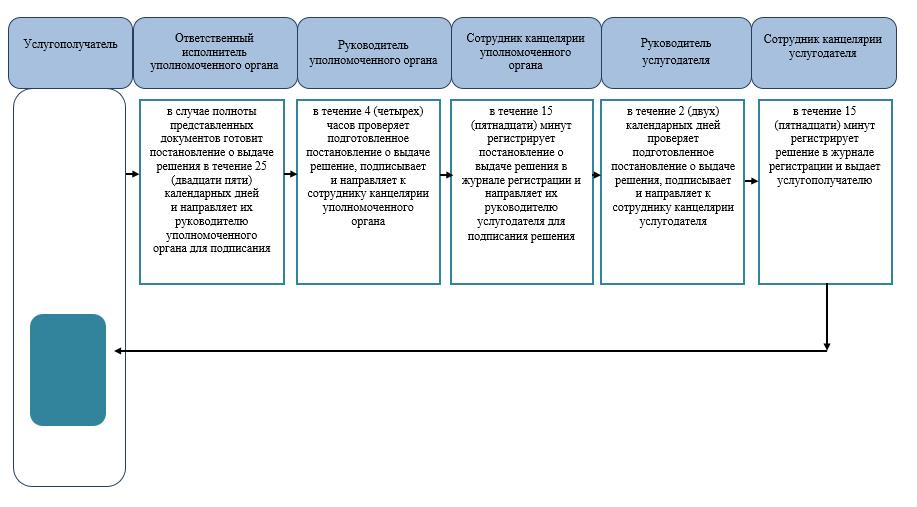 Услугополучатель
Ответственный
исполнитель
уполномоченного органа
Руководитель
уполномоченного органа
Сотрудник канцелярии
уполномоченного
органа
Руководитель
услугодателя
Сотрудник канцелярии
услугодателя
в случае полноты
представленных
документов готовит
постановление о выдаче
решения в течение 25
(двадцати пяти)
календарных дней
и направляет их
руководителю
уполномоченного
органа для подписания
в течение 4 (четырех)
часов проверяет
подготовленное
постановление о выдаче
решение, подписывает
и направляет к
сотруднику канцелярии
уполномоченного
органа
в течение 15
(пятнадцати) минут
регистрирует
постановление о
выдаче решения в
журнале регистрации и
направляет их
руководителю
услугодателя для
подписания решения
в течение 2 (двух)
календарных дней
проверяет
подготовленное
постановление о выдаче
решения, подписывает
и направляет к
сотруднику канцелярии
услугодателя
в течение 15
(пятнадцати) минут
регистрирует
решение в журнале
регистрации и выдает
услугополучателю